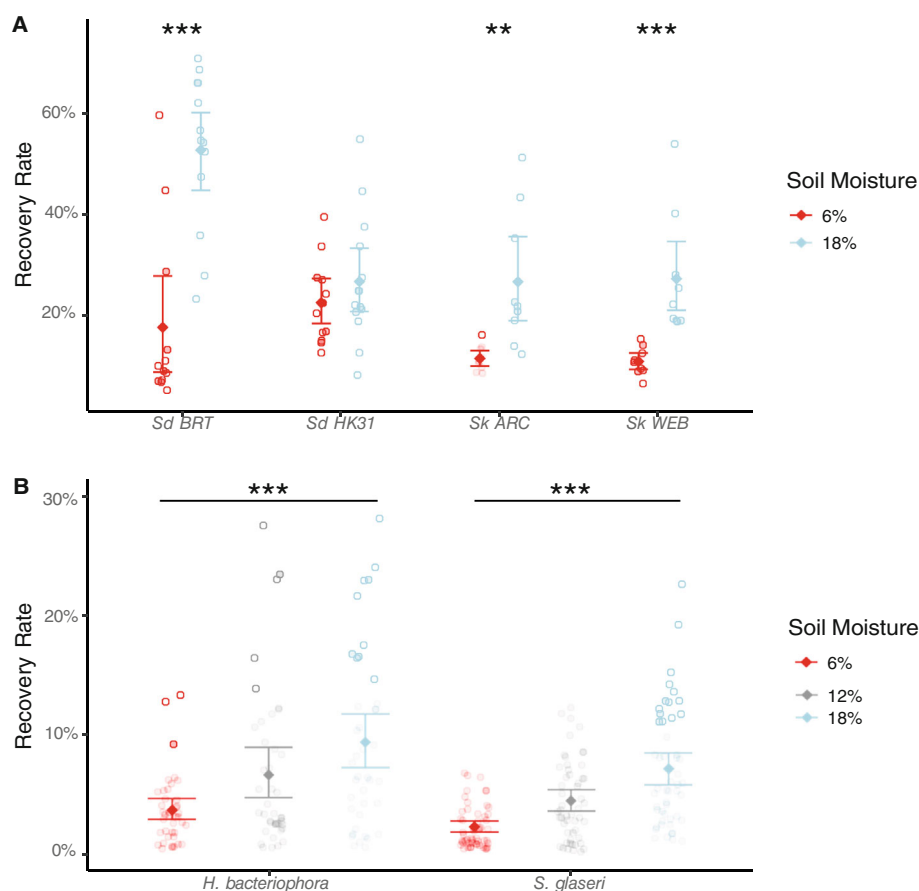 A
*** ** ***
60%
40%
20%
Recovery Rate
Sd BRT Sd HK31 Sk ARC Sk WEB
Soil Moisture
6%
18%
B
*** ***
30%
20%
10%
0%
Recovery Rate
H. bacteriophora S. glaseri
Soil Moisture
6%
12%
18%